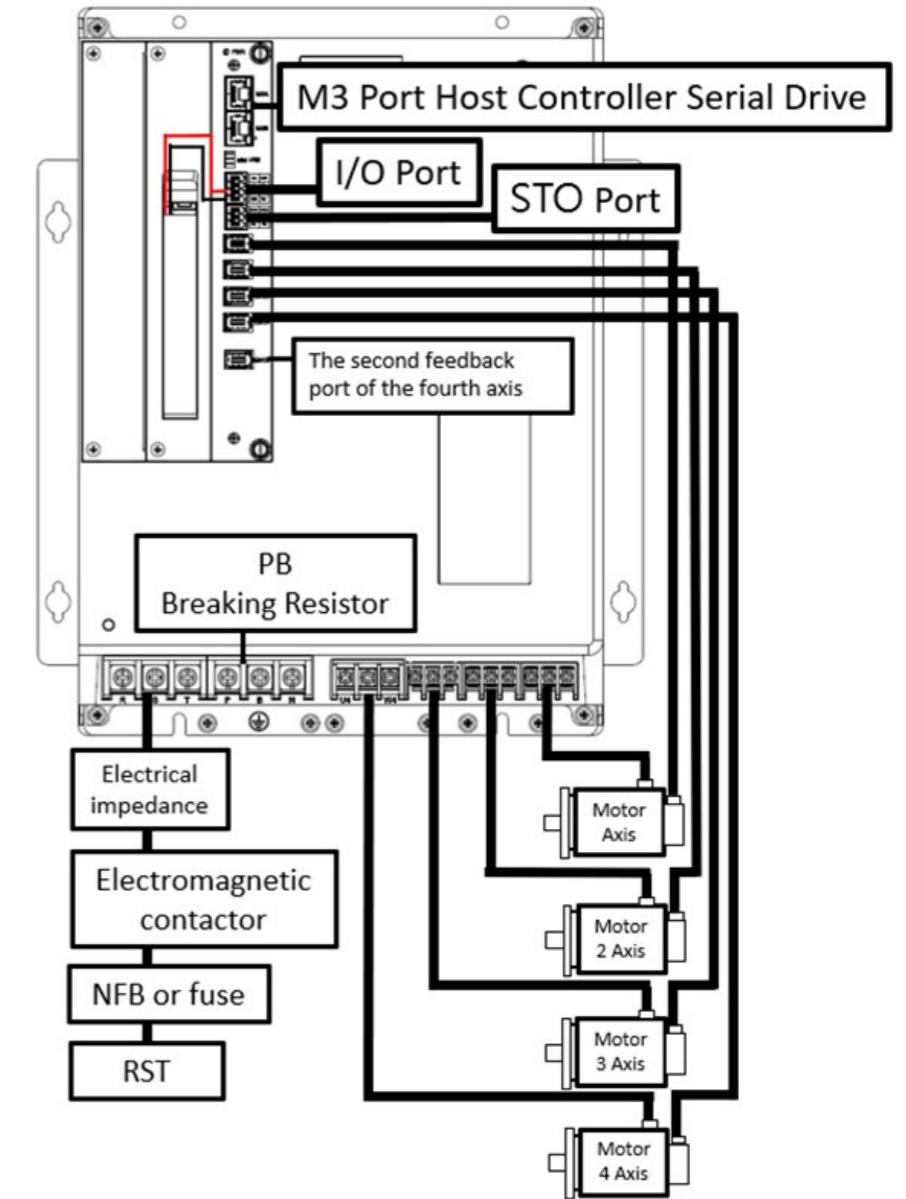 M3 Port Host Controller Serial Drive
I/O Port
STO Port
The second feedback
port of the fourth axis
PB
Breaking Resistor
R S T P B N U4 W4
Electrical
impedance
Electromagnetic
contactor
NFB or fuse
RST
Motor
Axis
Motor
2 Axis
Motor
3 Axis
Motor
4 Axis